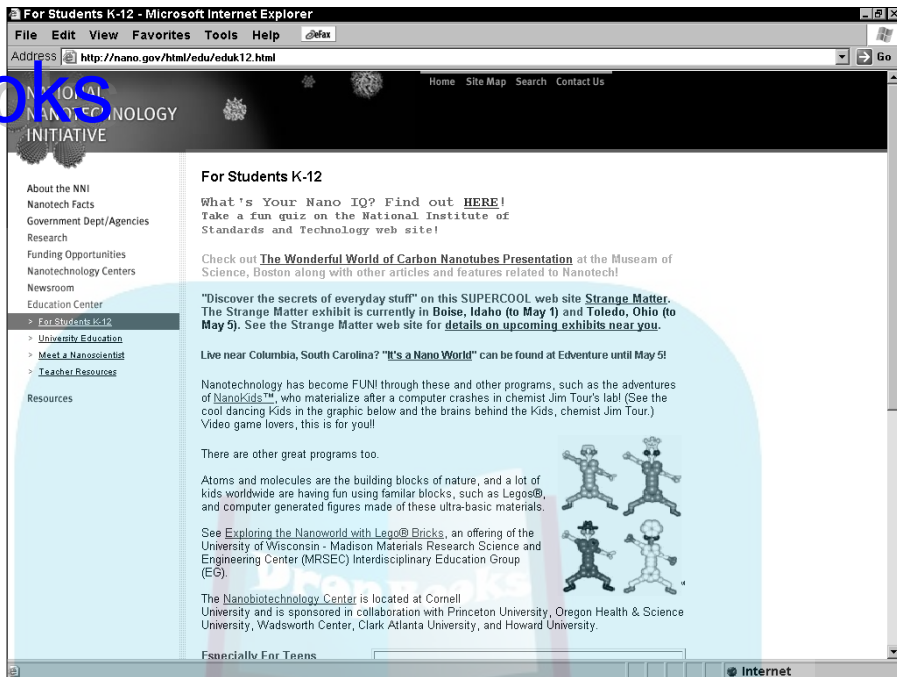 For Students K-12 - Microsoft Internet Explorer
File Edit View Favorites Tools Help eFax
Address http://nano.gov/html/edu/eduk12.html Go
oks
NATIONAL
NANOTECHNOLOGY
INITIATIVE
Home Site Map Search Contact Us
About the NNI
Nanotech Facts
Government Dept/Agencies
Research
Funding Opportunities
Nanotechnology Centers
Newsroom
Education Center
> For Students K-12
> University Education
> Meet a Nanoscientist
> Teacher Resources
Resources
For Students K-12
What's Your Nano IQ? Find out HERE!
Take a fun quiz on the National Institute of
Standards and Technology web site!
Check out The Wonderful World of Carbon Nanotubes Presentation at the Museam of
Science, Boston along with other articles and features related to Nanotech!
"Discover the secrets of everyday stuff" on this SUPERCOOL web site Strange Matter.
The Strange Matter exhibit is currently in Boise, Idaho (to May 1) and Toledo, Ohio (to
May 5). See the Strange Matter web site for details on upcoming exhibits near you.
Live near Columbia, South Carolina? "It's a Nano World" can be found at Edventure until May 5!
Nanotechnology has become FUN! through these and other programs, such as the adventures
of NanoKids™, who materialize after a computer crashes in chemist Jim Tour's lab! (See the
cool dancing Kids in the graphic below and the brains behind the Kids, chemist Jim Tour.)
Video game lovers, this is for you!!
There are other great programs too.
Atoms and molecules are the building blocks of nature, and a lot of
kids worldwide are having fun using familar blocks, such as Legos®,
and computer generated figures made of these ultra-basic materials.
See Exploring the Nanoworld with Lego® Bricks, an offering of the
University of Wisconsin - Madison Materials Research Science and
Engineering Center (MRSEC) Interdisciplinary Education Group
(EG).
DropBooks
The Nanobiotechnology Center is located at Cornell
University and is sponsored in collaboration with Princeton University, Oregon Health & Science
University, Wadsworth Center, Clark Atlanta University, and Howard University.
Especially For Teens
Internet